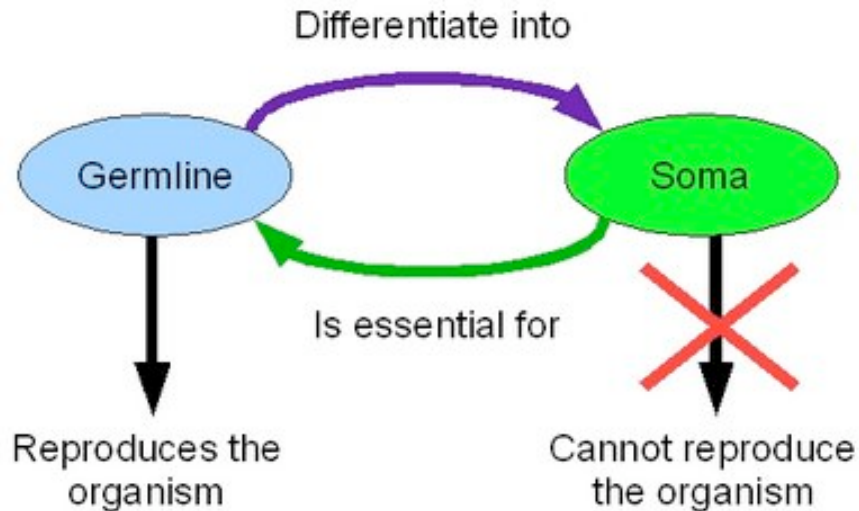 Differentiate into
Germline
Soma
Is essential for
Reproduces the
organism
Cannot reproduce
the organism